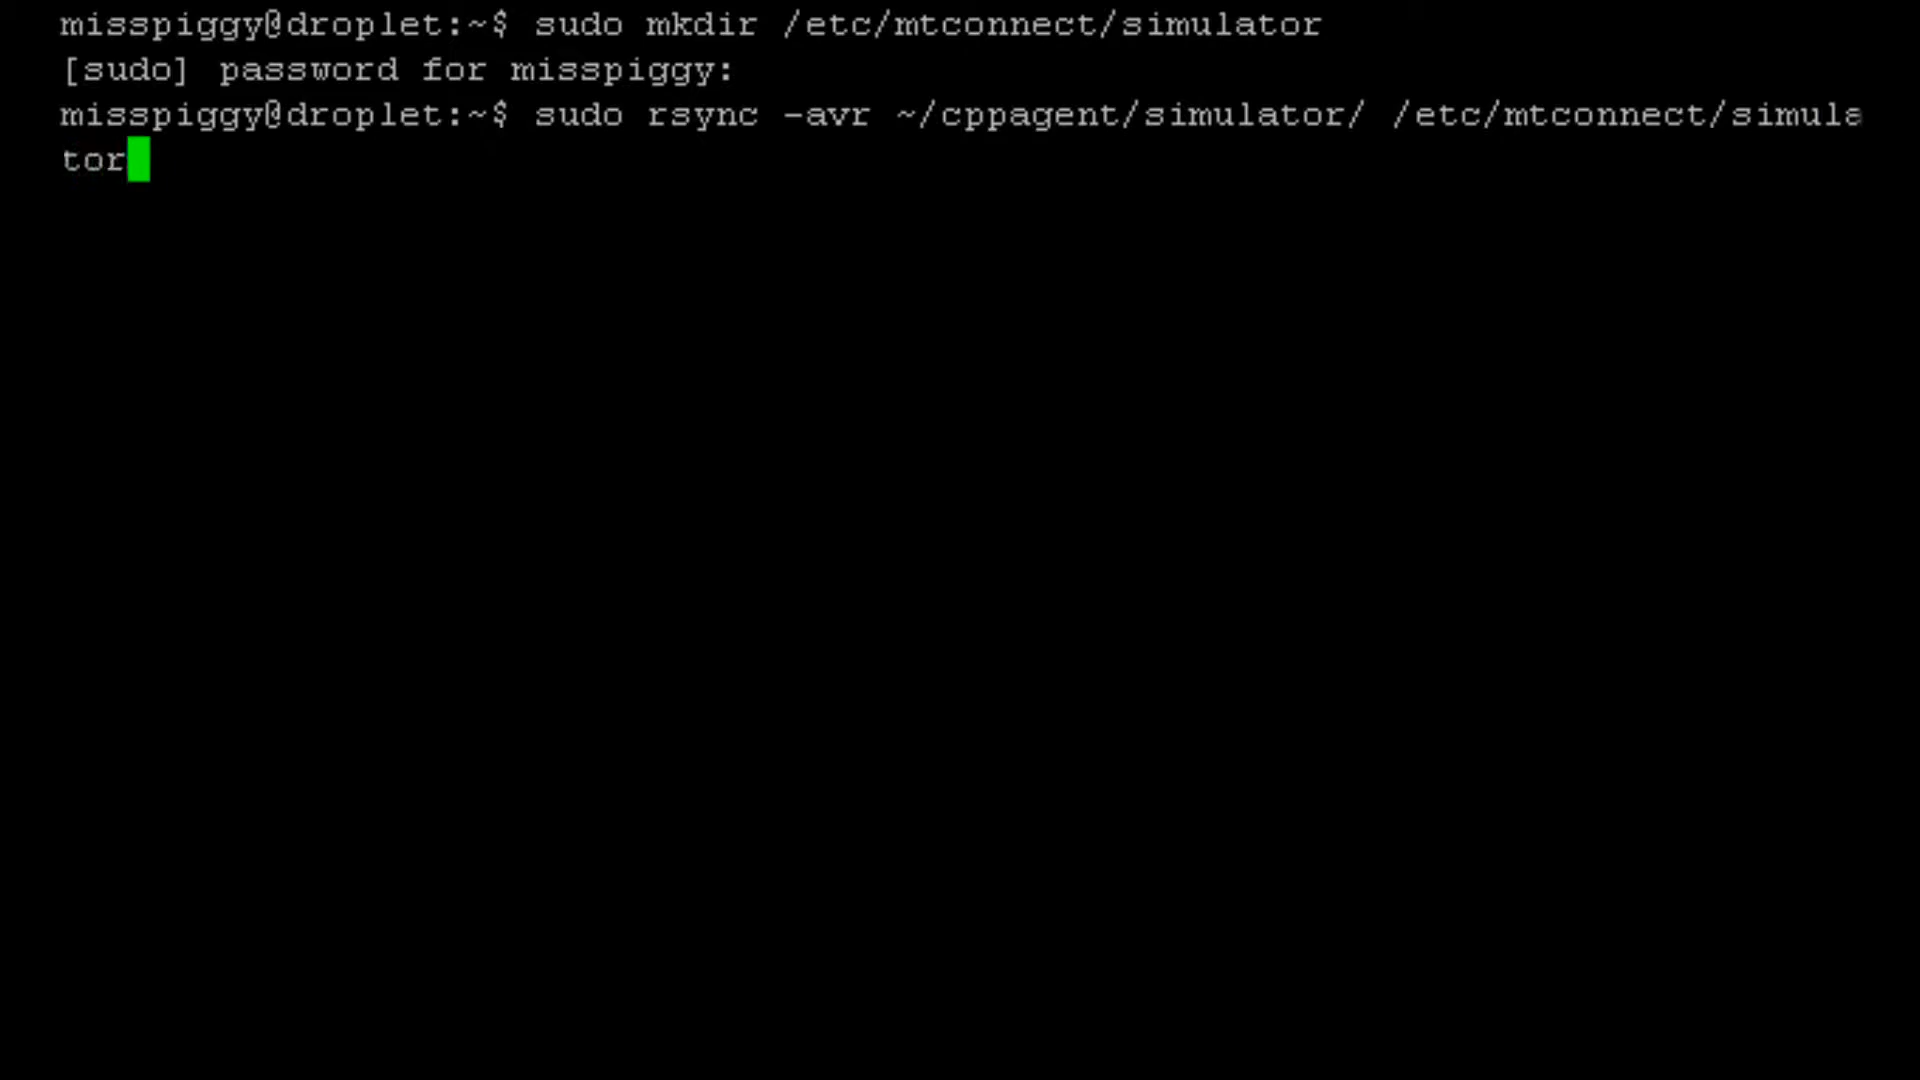 misspiggy@droplet:~$ sudo mkdir /etc/mtconnect/simulator
[sudo] password for misspiggy:
misspiggy@droplet:~$ sudo rsync -avr ~/cppagent/simulator/ /etc/mtconnect/simula
tor